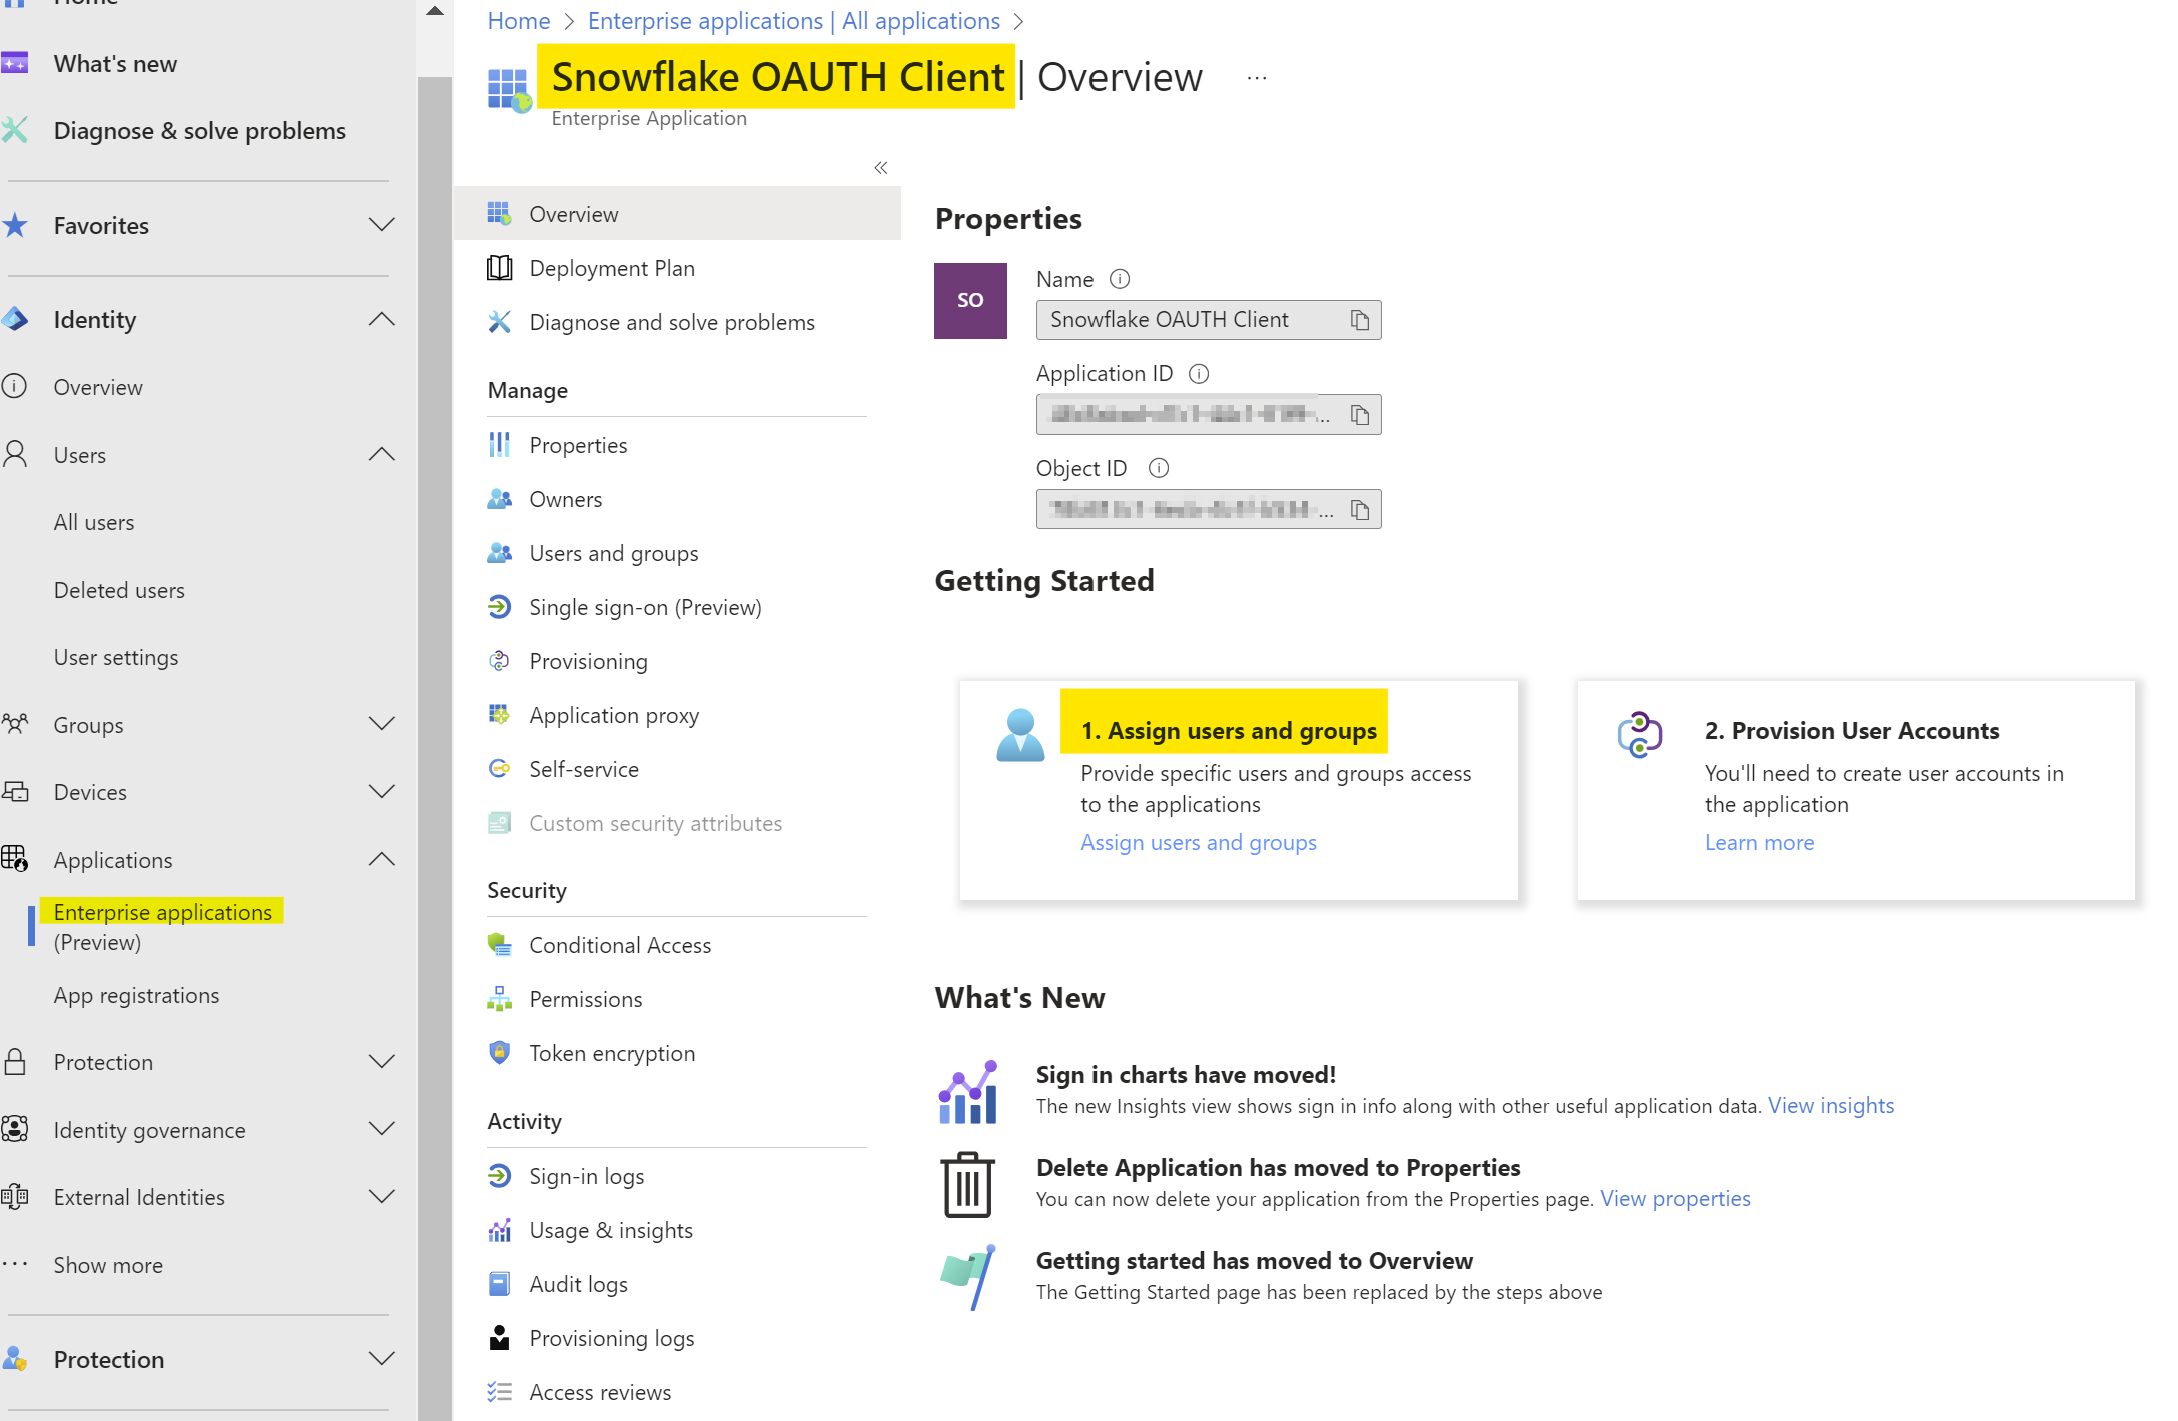 Home
What's new
Diagnose & solve problems
Favorites
Identity
Overview
Users
All users
Deleted users
User settings
Groups
Devices
Applications
Enterprise applications
(Preview)
App registrations
Protection
Identity governance
External Identities
Show more
Protection
Home > Enterprise applications | All applications >
Snowflake OAUTH Client | Overview ...
Enterprise Application
Overview
Deployment Plan
Diagnose and solve problems
Manage
Properties
Owners
Users and groups
Single sign-on (Preview)
Provisioning
Application proxy
Self-service
Custom security attributes
Security
Conditional Access
Permissions
Token encryption
Activity
Sign-in logs
Usage & insights
Audit logs
Provisioning logs
Access reviews
Properties
SO
Name
Snowflake OAUTH Client
Application ID
...
Object ID
...
Getting Started
1. Assign users and groups
Provide specific users and groups access
to the applications
Assign users and groups
2. Provision User Accounts
You'll need to create user accounts in
the application
Learn more
What's New
Sign in charts have moved!
The new Insights view shows sign in info along with other useful application data. View insights
Delete Application has moved to Properties
You can now delete your application from the Properties page. View properties
Getting started has moved to Overview
The Getting Started page has been replaced by the steps above